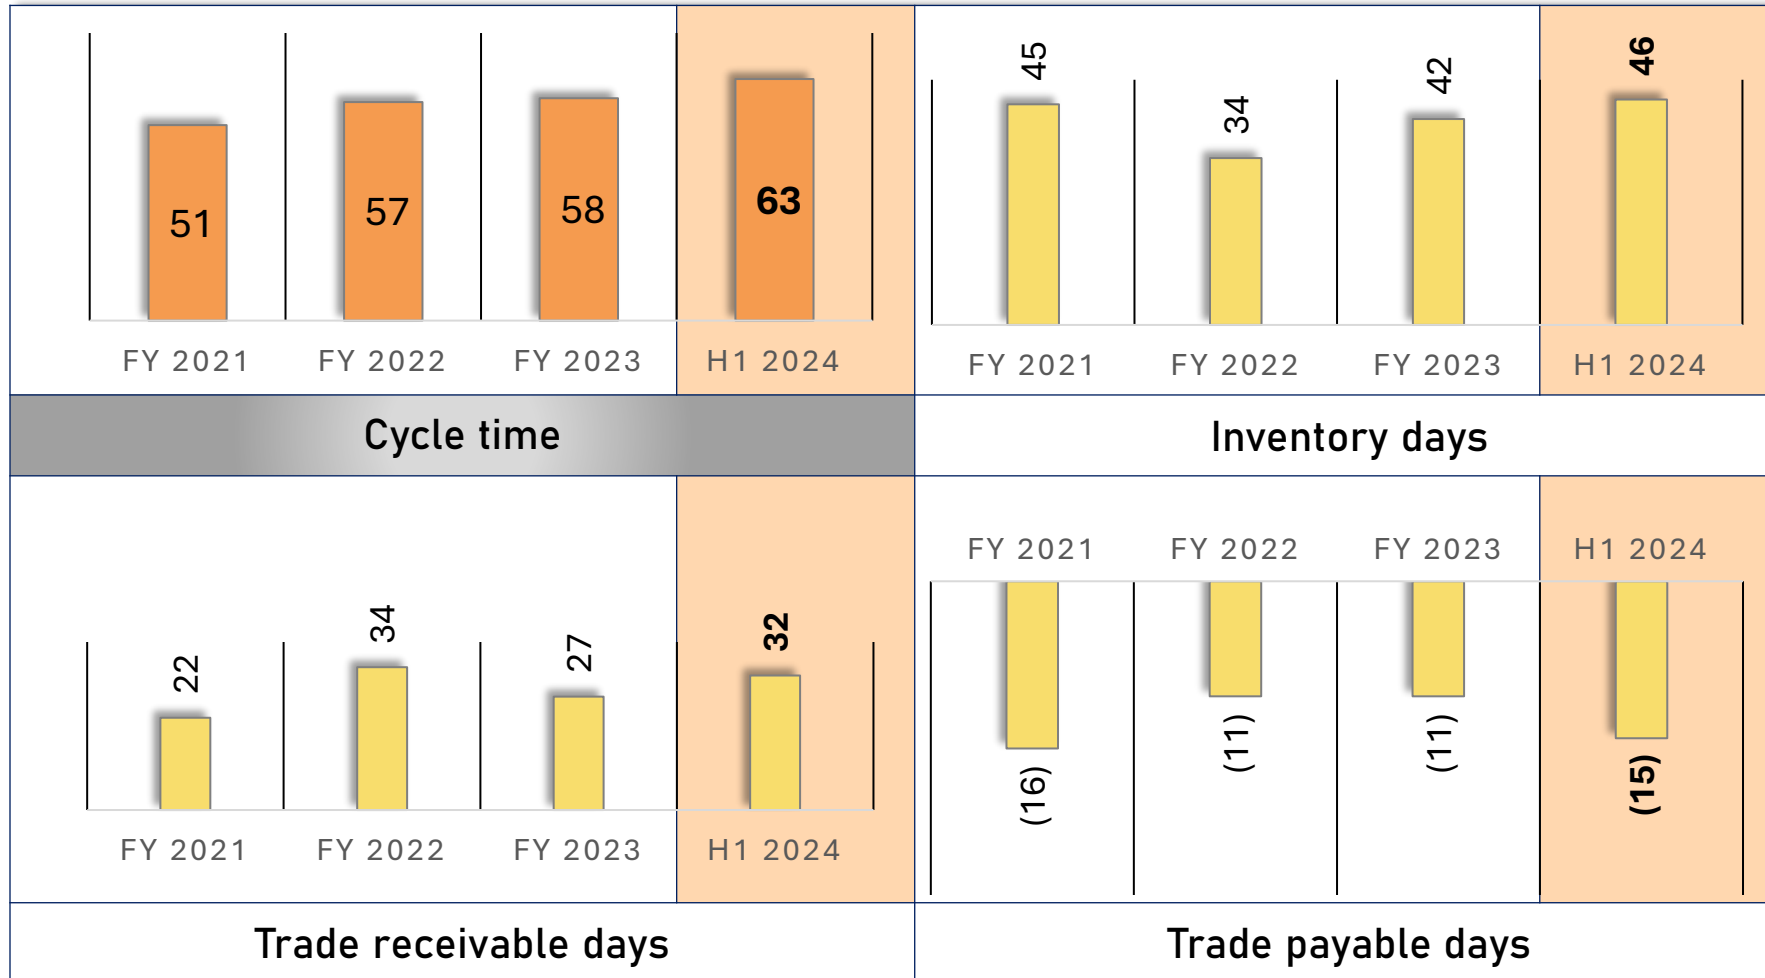 51
57
58
63
FY 2021
FY 2022
FY 2023
H1 2024
Cycle time
45
34
42
46
FY 2021
FY 2022
FY 2023
H1 2024
Inventory days
22
34
27
32
FY 2021
FY 2022
FY 2023
H1 2024
Trade receivable days
FY 2021
FY 2022
FY 2023
H1 2024
(16)
(11)
(11)
(15)
Trade payable days